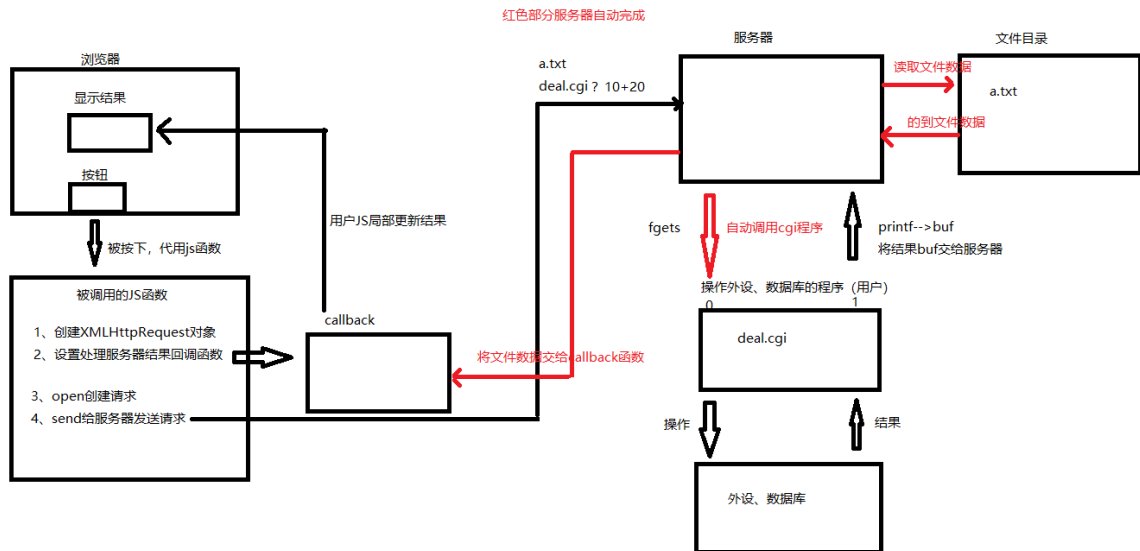 红色部分服务器自动完成
浏览器
显示结果
按钮
被按下，代用js函数
被调用的JS函数
1、创建XMLHttpRequest对象
2、设置处理服务器结果回调函数
3、open创建请求
4、send给服务器发送请求
用户JS局部更新结果
callback
a.txt
deal.cgi？10+20
服务器
文件目录
读取文件数据
a.txt
的到文件数据
fgets
自动调用cgi程序
printf-->buf
将结果buf交给服务器
将文件数据交给callback函数
操作外设、数据库的程序（用户）
0
1
deal.cgi
操作
结果
外设、数据库